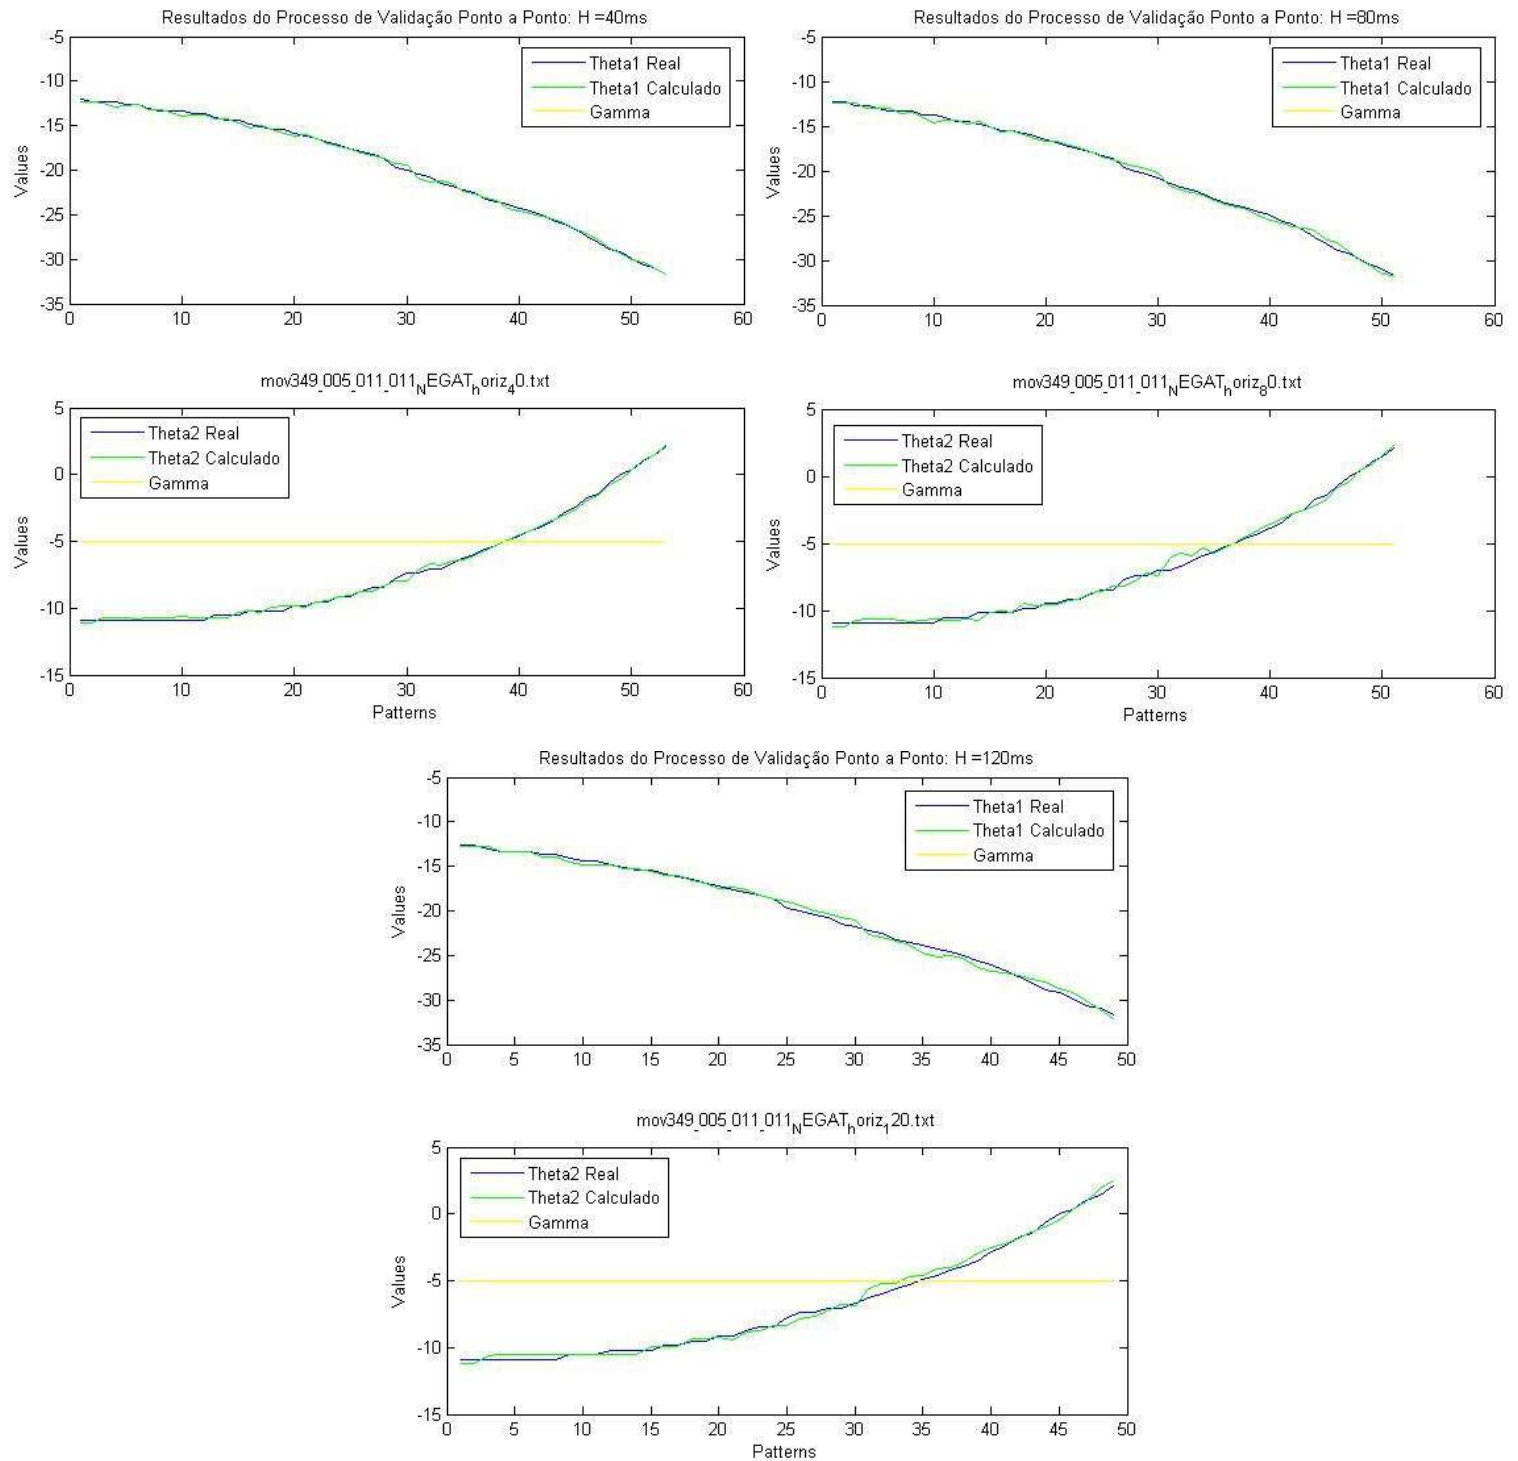 Resultados do Processo de Validação Ponto a Ponto: H =40ms
-5
-10
-15
-20
-25
-30
-35
Values
0 10 20 30 40 50 60
Theta1 Real
Theta1 Calculado
Gamma
Resultados do Processo de Validação Ponto a Ponto: H =80ms
-5
-10
-15
-20
-25
-30
-35
Values
0 10 20 30 40 50 60
Theta1 Real
Theta1 Calculado
Gamma
mov349_005_011_011_NEGAT_horiz_40.txt
5
0
-5
-10
-15
Values
0 10 20 30 40 50 60
Patterns
Theta2 Real
Theta2 Calculado
Gamma
mov349_005_011_011_NEGAT_horiz_80.txt
5
0
-5
-10
-15
Values
0 10 20 30 40 50 60
Patterns
Theta2 Real
Theta2 Calculado
Gamma
Resultados do Processo de Validação Ponto a Ponto: H =120ms
-5
-10
-15
-20
-25
-30
-35
Values
0 5 10 15 20 25 30 35 40 45 50
Theta1 Real
Theta1 Calculado
Gamma
mov349_005_011_011_NEGAT_horiz_120.txt
5
0
-5
-10
-15
Values
0 5 10 15 20 25 30 35 40 45 50
Patterns
Theta2 Real
Theta2 Calculado
Gamma